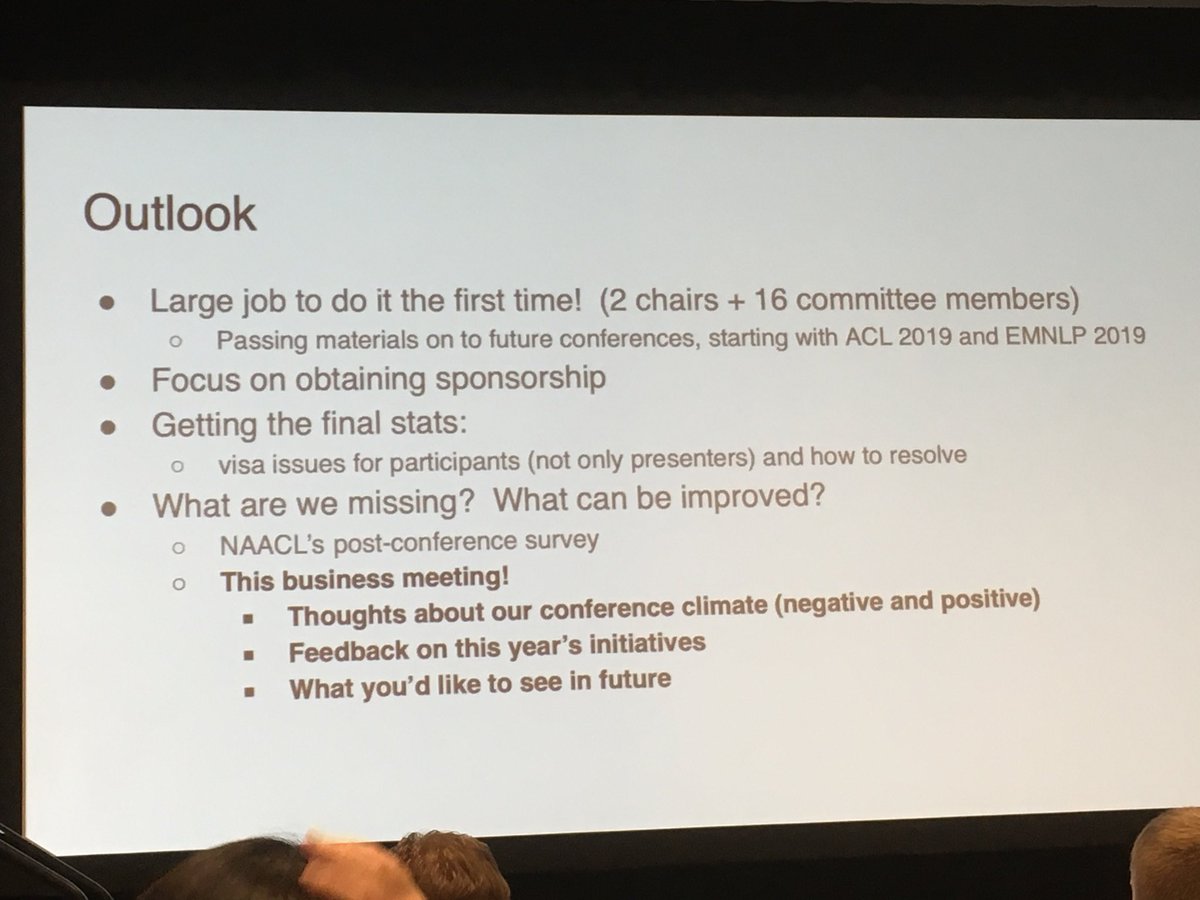 Outlook
● Large job to do it the first time! (2 chairs + 16 committee members)
○ Passing materials on to future conferences, starting with ACL 2019 and EMNLP 2019
● Focus on obtaining sponsorship
● Getting the final stats:
○ visa issues for participants (not only presenters) and how to resolve
● What are we missing? What can be improved?
○ NAACL's post-conference survey
○ This business meeting!
■ Thoughts about our conference climate (negative and positive)
■ Feedback on this year's initiatives
■ What you'd like to see in future